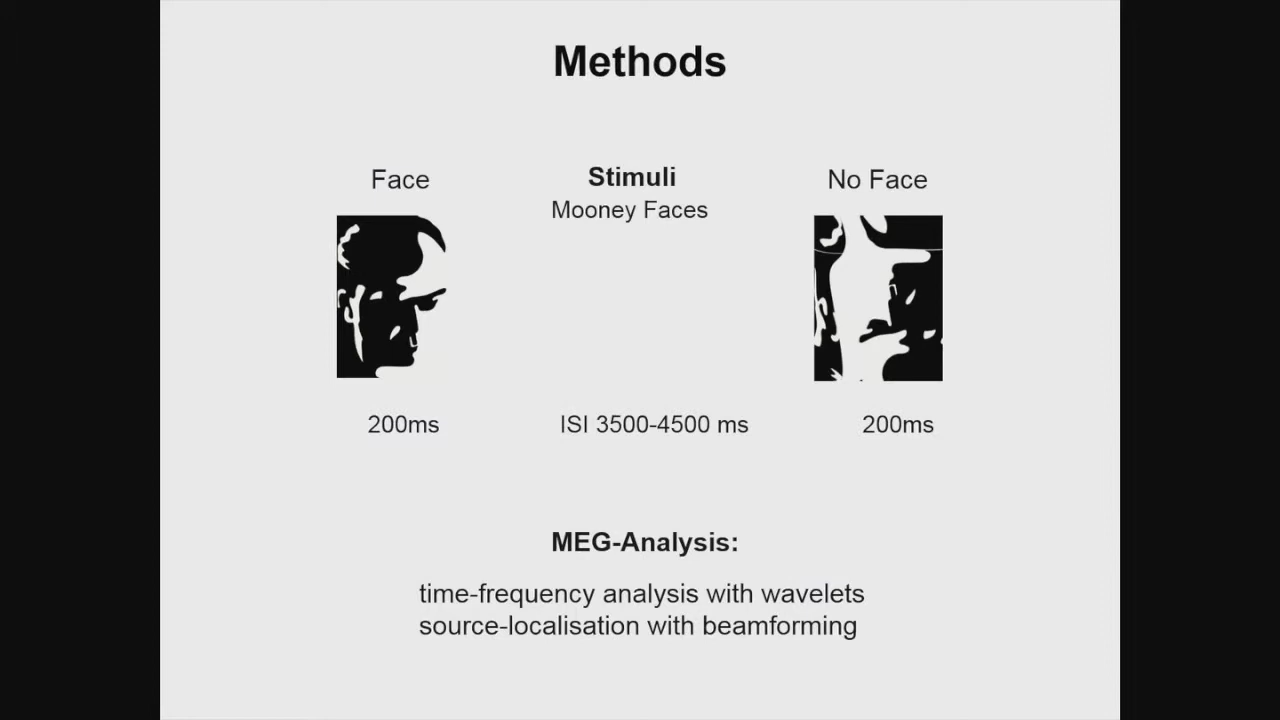 Methods
Face
Stimuli
No Face
Mooney Faces
200ms
ISI 3500-4500 ms
200ms
MEG-Analysis:
time-frequency analysis with wavelets
source-localisation with beamforming